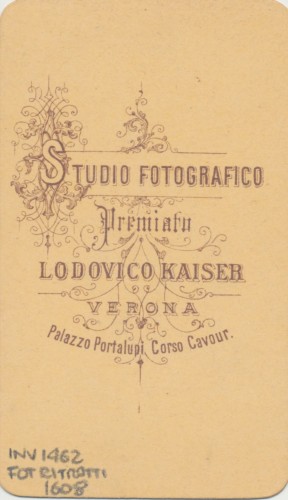 STUDIO FOTOGRAFICO
Premiato
LODOVICO KAISER
VERONA
Palazzo Portalupi, Corso Cavour.
INV 1462
FOT RITRATTI
1608